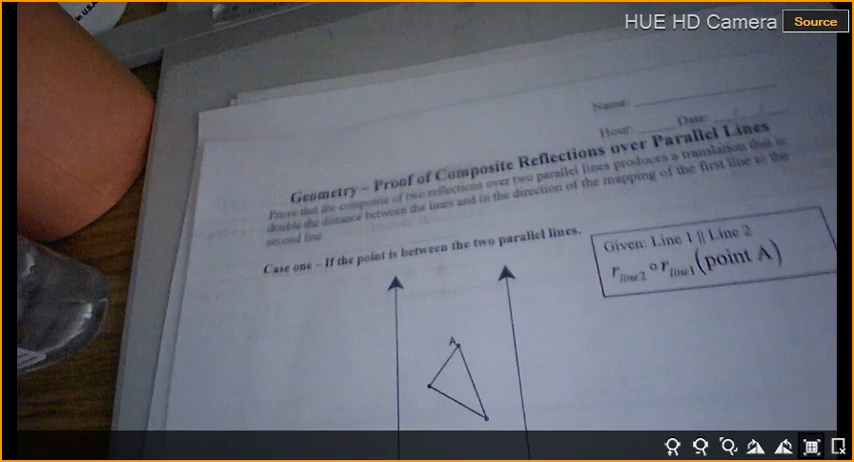 in U.S.A
HUE HD Camera Source
Name:
Hour: Date: / /
Geometry – Proof of Composite Reflections over Parallel Lines
Prove that the composite of two reflections over two parallel lines produces a translation that is
double the distance between the lines and in the direction of the mapping of the first line to the
second line.
Case one – If the point is between the two parallel lines.
Given: Line 1 || Line 2
r line 2 ∘ r line 1 (point A)
A